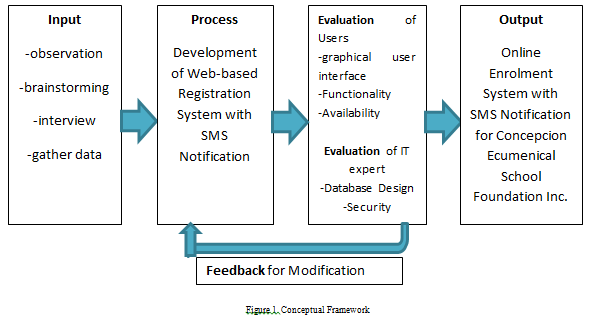 Input
-observation
-brainstorming
-interview
-gather data
Process
Development
of Web-based
Registration
System with
SMS
Notification
Evaluation of
Users
-graphical user
interface
-Functionality
-Availability
Evaluation of IT
expert
-Database Design
-Security
Output
Online
Enrolment
System with
SMS Notification
for Concepcion
Ecumenical
School
Foundation Inc.
Feedback for Modification
Figure 1. Conceptual Framework